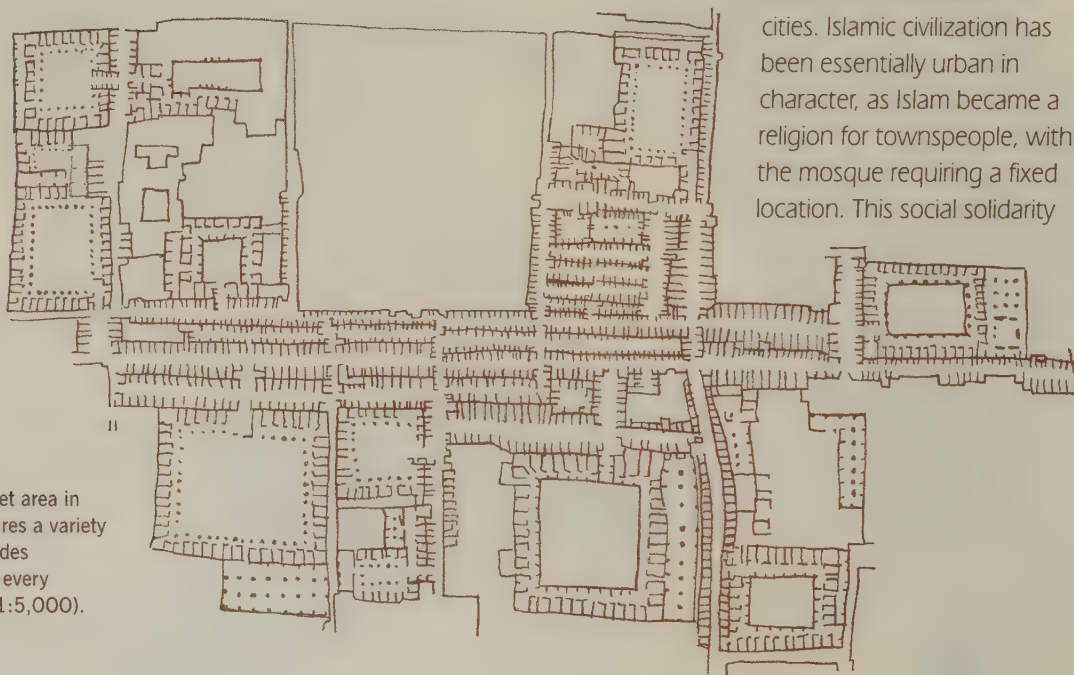 cities. Islamic civilization has
been essentially urban in
character, as Islam became a
religion for townspeople, with
the mosque requiring a fixed
location. This social solidarity
et area in
res a variety
des
every
1:5,000).